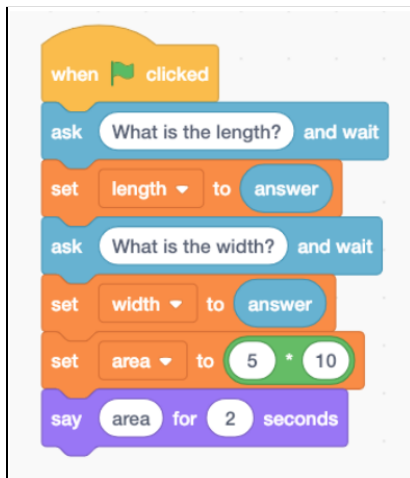 when clicked
ask What is the length? and wait
set length to answer
ask What is the width? and wait
set width to answer
set area to 5 * 10
say area for 2 seconds